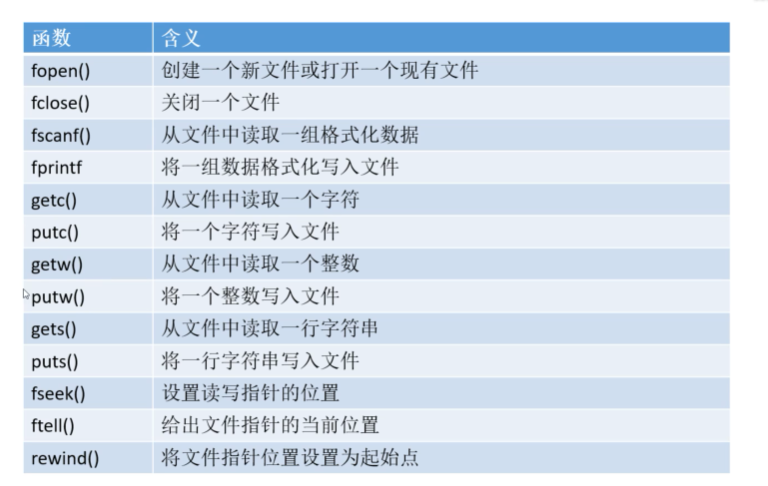 函数 含义
fopen() 创建一个新文件或打开一个现有文件
fclose() 关闭一个文件
fscanf() 从文件中读取一组格式化数据
fprintf 将一组数据格式化写入文件
getc() 从文件中读取一个字符
putc() 将一个字符写入文件
getw() 从文件中读取一个整数
putw() 将一个整数写入文件
gets() 从文件中读取一行字符串
puts() 将一行字符串写入文件
fseek() 设置读写指针的位置
ftell() 给出文件指针的当前位置
rewind() 将文件指针位置设置为起始点